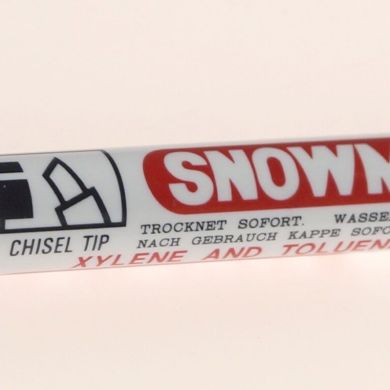 SNOWM
CHISEL TIP
TROCKNET SOFORT. WASSE
NACH GEBRAUCH KAPPE SOFO
XYLENE AND TOLUEN